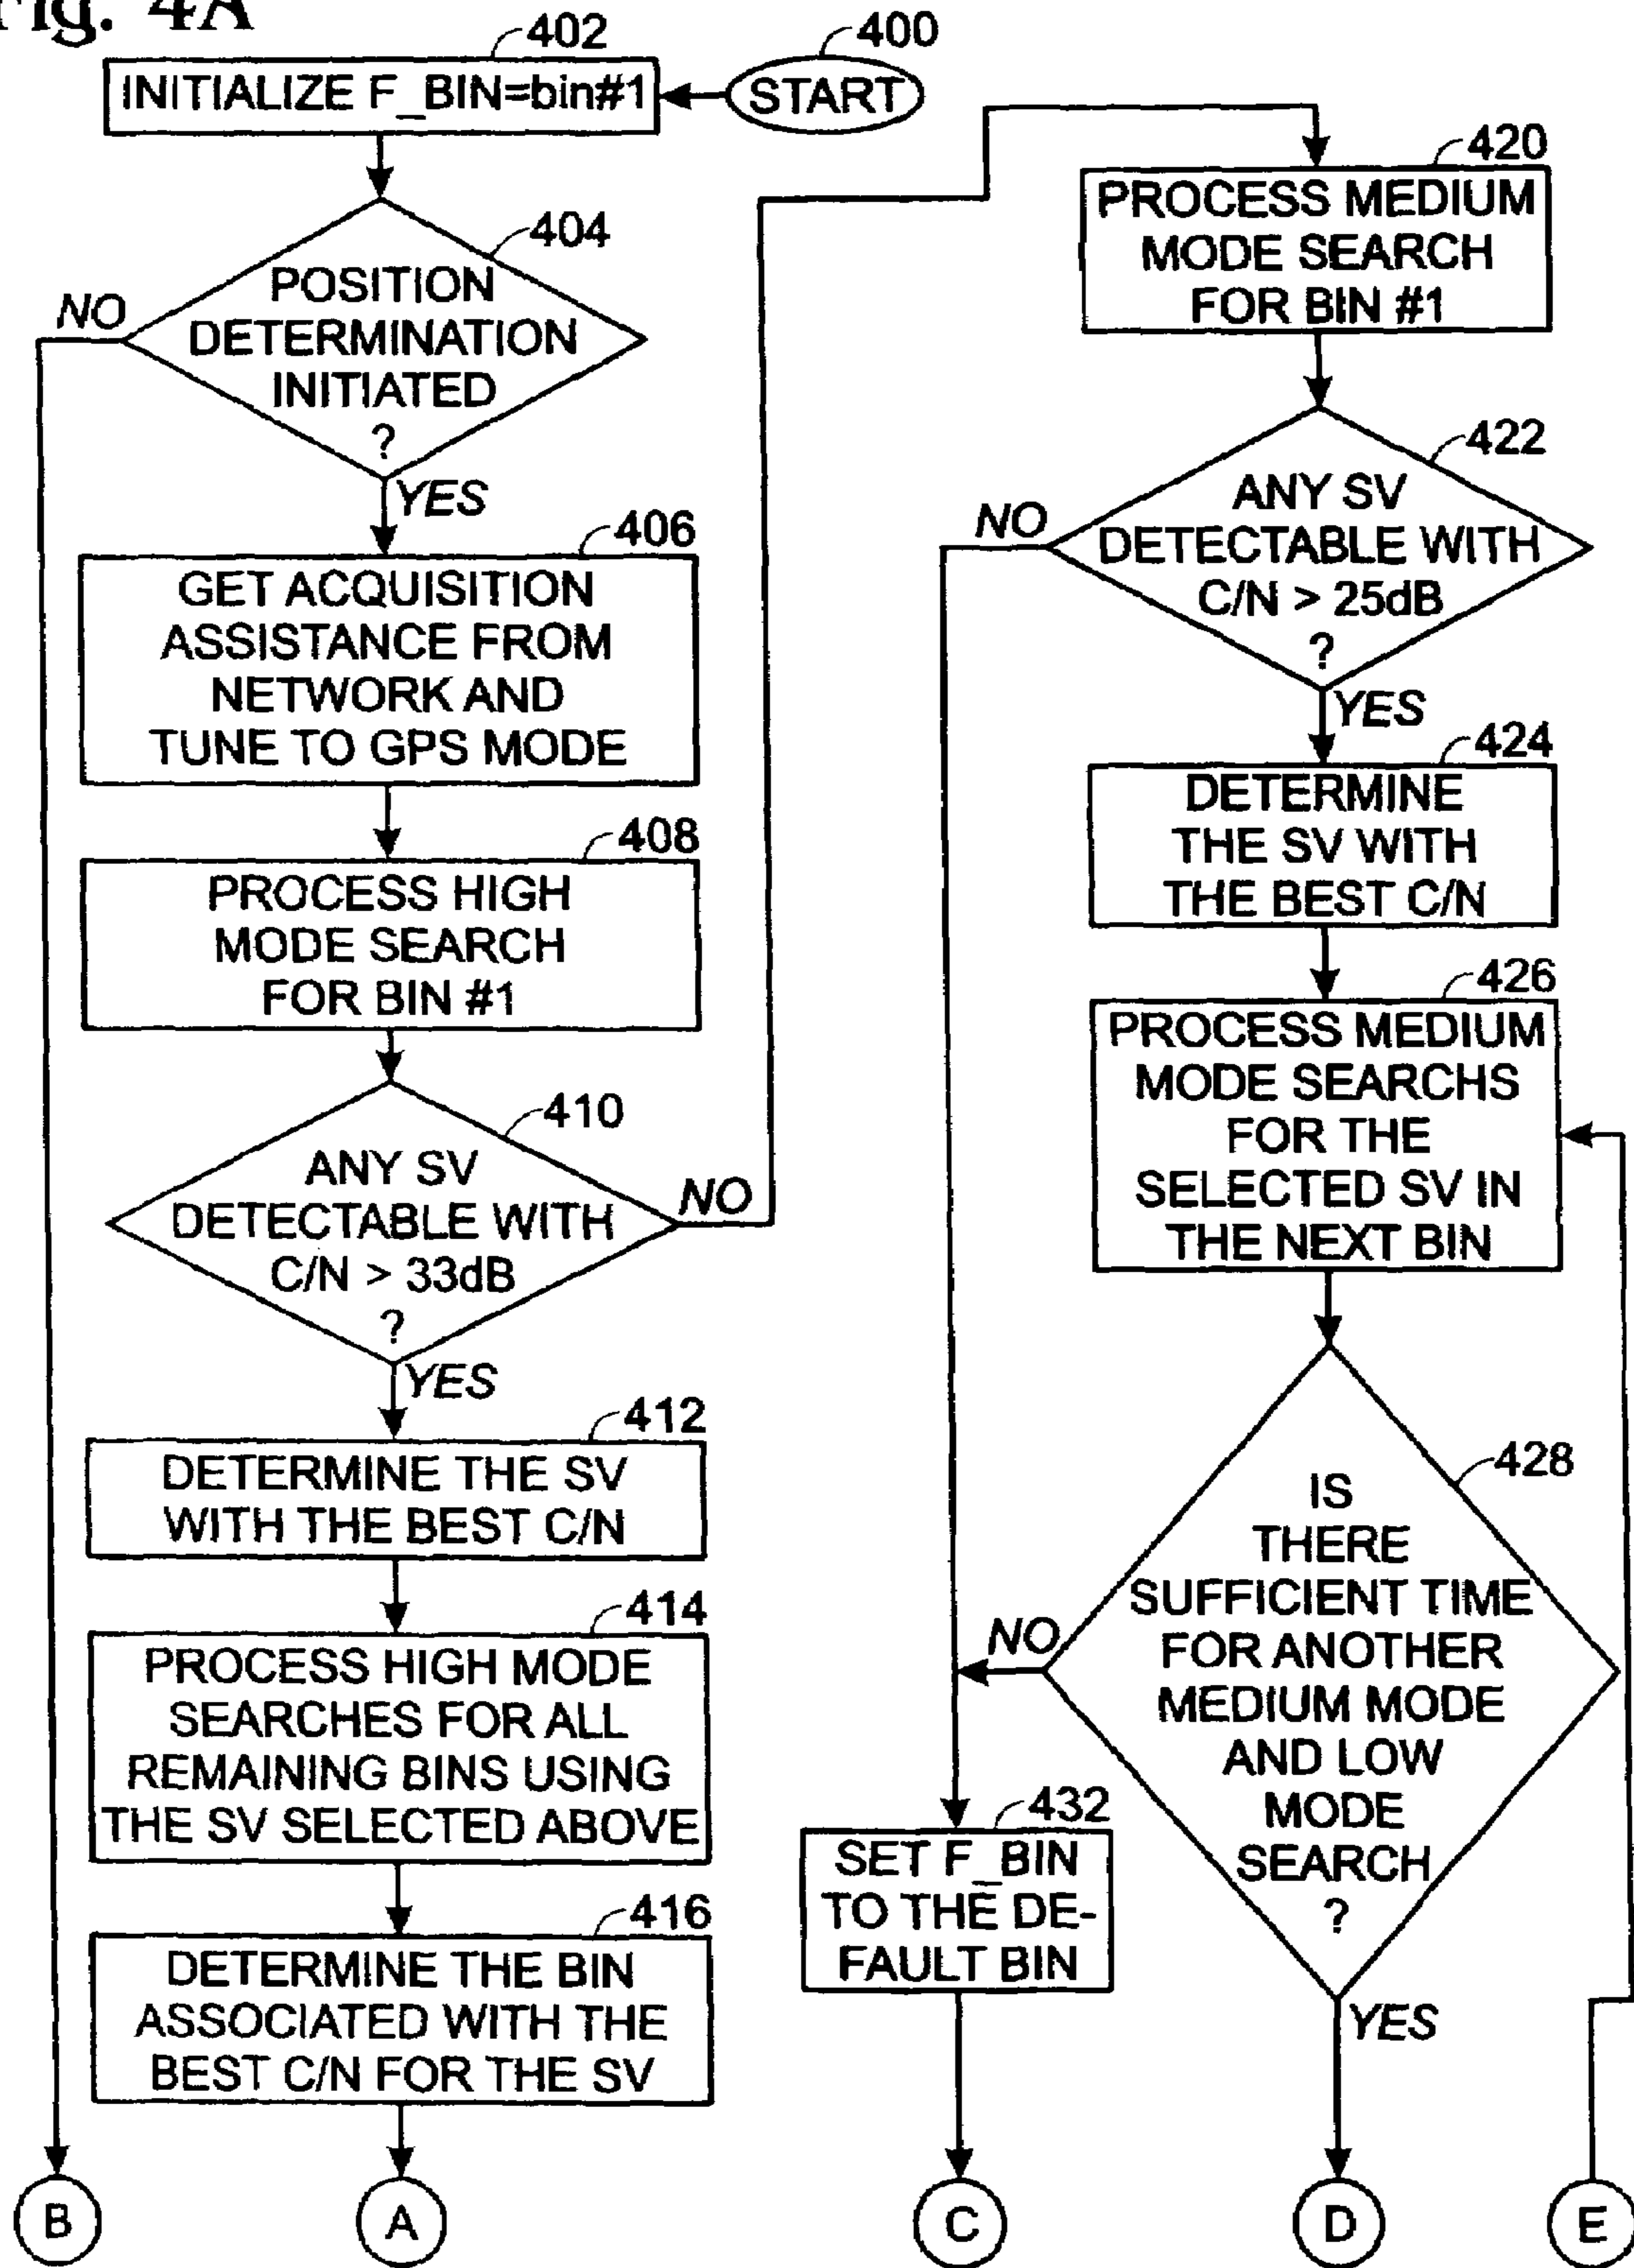 Fig. 4A
402
400
INITIALIZE F_BIN=bin#1
START
404
POSITION
DETERMINATION
INITIATED
?
NO
YES
406
GET ACQUISITION
ASSISTANCE FROM
NETWORK AND
TUNE TO GPS MODE
408
PROCESS HIGH
MODE SEARCH
FOR BIN #1
410
ANY SV
DETECTABLE WITH
C/N > 33dB
?
NO
YES
412
DETERMINE THE SV
WITH THE BEST C/N
414
PROCESS HIGH MODE
SEARCHES FOR ALL
REMAINING BINS USING
THE SV SELECTED ABOVE
416
DETERMINE THE BIN
ASSOCIATED WITH THE
BEST C/N FOR THE SV
B
A
420
PROCESS MEDIUM
MODE SEARCH
FOR BIN #1
422
ANY SV
DETECTABLE WITH
C/N > 25dB
?
NO
YES
424
DETERMINE
THE SV WITH
THE BEST C/N
426
PROCESS MEDIUM
MODE SEARCHS
FOR THE
SELECTED SV IN
THE NEXT BIN
428
IS
THERE
SUFFICIENT TIME
FOR ANOTHER
MEDIUM MODE
AND LOW
MODE
SEARCH
?
NO
YES
432
SET F_BIN
TO THE DE-
FAULT BIN
C
D
E